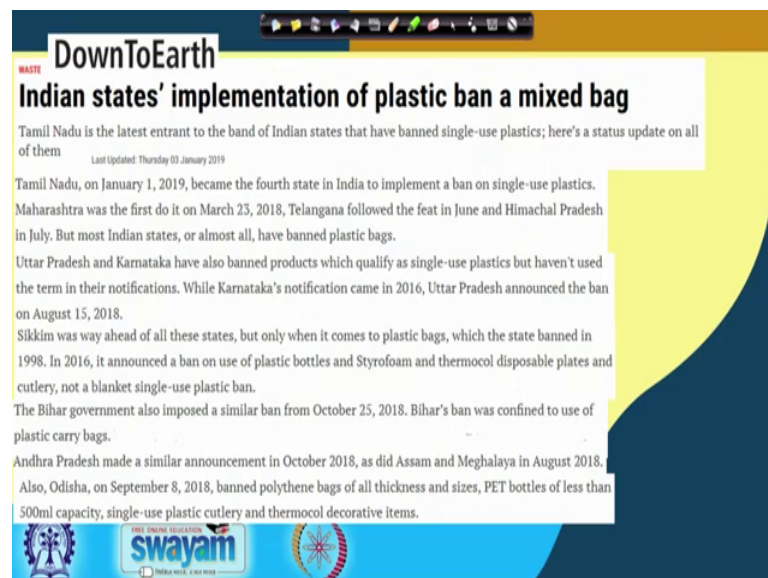 DownToEarth
WASTE
Indian states' implementation of plastic ban a mixed bag
Tamil Nadu is the latest entrant to the band of Indian states that have banned single-use plastics; here's a status update on all
of them
Last Updated: Thursday 03 January 2019
Tamil Nadu, on January 1, 2019, became the fourth state in India to implement a ban on single-use plastics.
Maharashtra was the first do it on March 23, 2018, Telangana followed the feat in June and Himachal Pradesh
in July. But most Indian states, or almost all, have banned plastic bags.
Uttar Pradesh and Karnataka have also banned products which qualify as single-use plastics but haven't used
the term in their notifications. While Karnataka's notification came in 2016, Uttar Pradesh announced the ban
on August 15, 2018.
Sikkim was way ahead of all these states, but only when it comes to plastic bags, which the state banned in
1998. In 2016, it announced a ban on use of plastic bottles and Styrofoam and thermocol disposable plates and
cutlery, not a blanket single-use plastic ban.
The Bihar government also imposed a similar ban from October 25, 2018. Bihar's ban was confined to use of
plastic carry bags.
Andhra Pradesh made a similar announcement in October 2018, as did Assam and Meghalaya in August 2018.
Also, Odisha, on September 8, 2018, banned polythene bags of all thickness and sizes, PET bottles of less than
500ml capacity, single-use plastic cutlery and thermocol decorative items.
FREE ONLINE EDUCATION
swayam